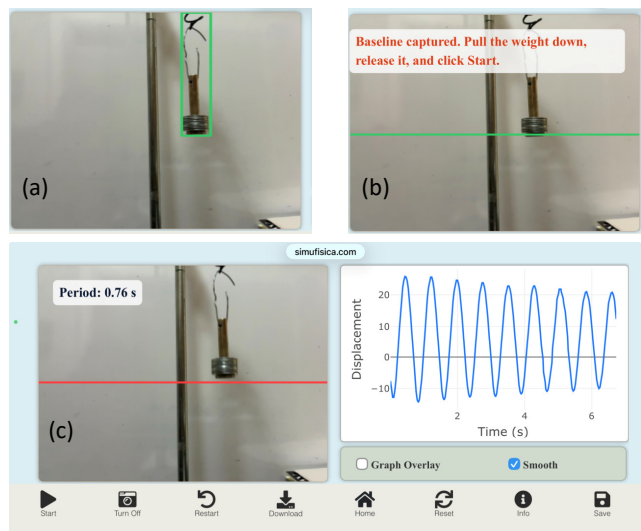 (a)
Baseline captured. Pull the weight down,
release it, and click Start.
(b)
simufisica.com
Period: 0.76 s
(c)
Displacement
20
10
0
−10
2
4
6
Time (s)
Graph Overlay
Smooth
Start
Turn Off
Restart
Download
Home
Reset
Info
Save